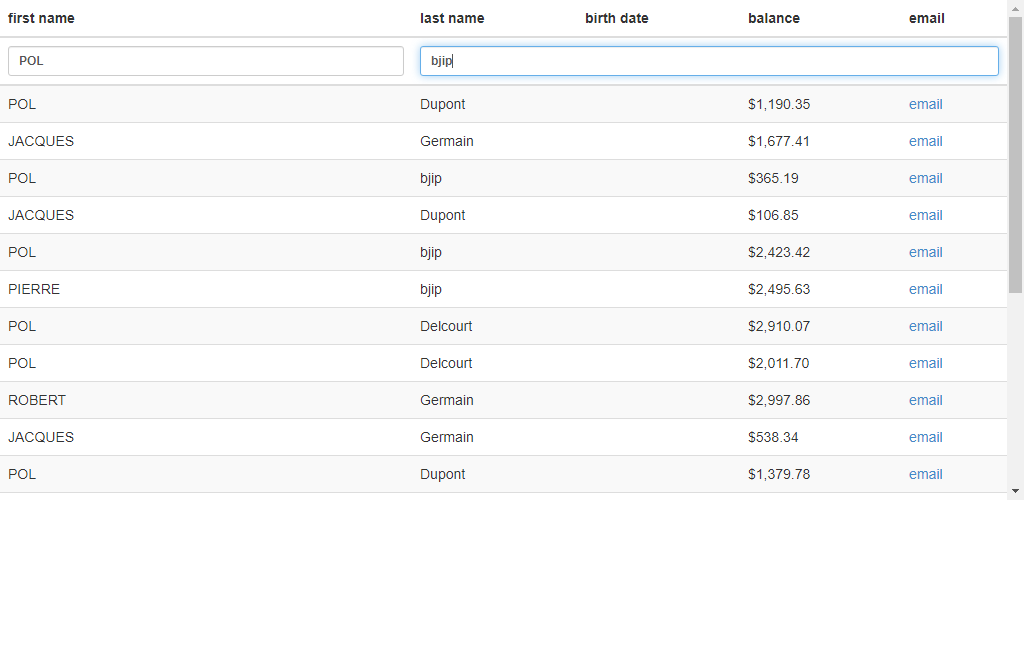 first name last name birth date balance email
POL bjip
POL Dupont $1,190.35 email
JACQUES Germain $1,677.41 email
POL bjip $365.19 email
JACQUES Dupont $106.85 email
POL bjip $2,423.42 email
PIERRE bjip $2,495.63 email
POL Delcourt $2,910.07 email
POL Delcourt $2,011.70 email
ROBERT Germain $2,997.86 email
JACQUES Germain $538.34 email
POL Dupont $1,379.78 email